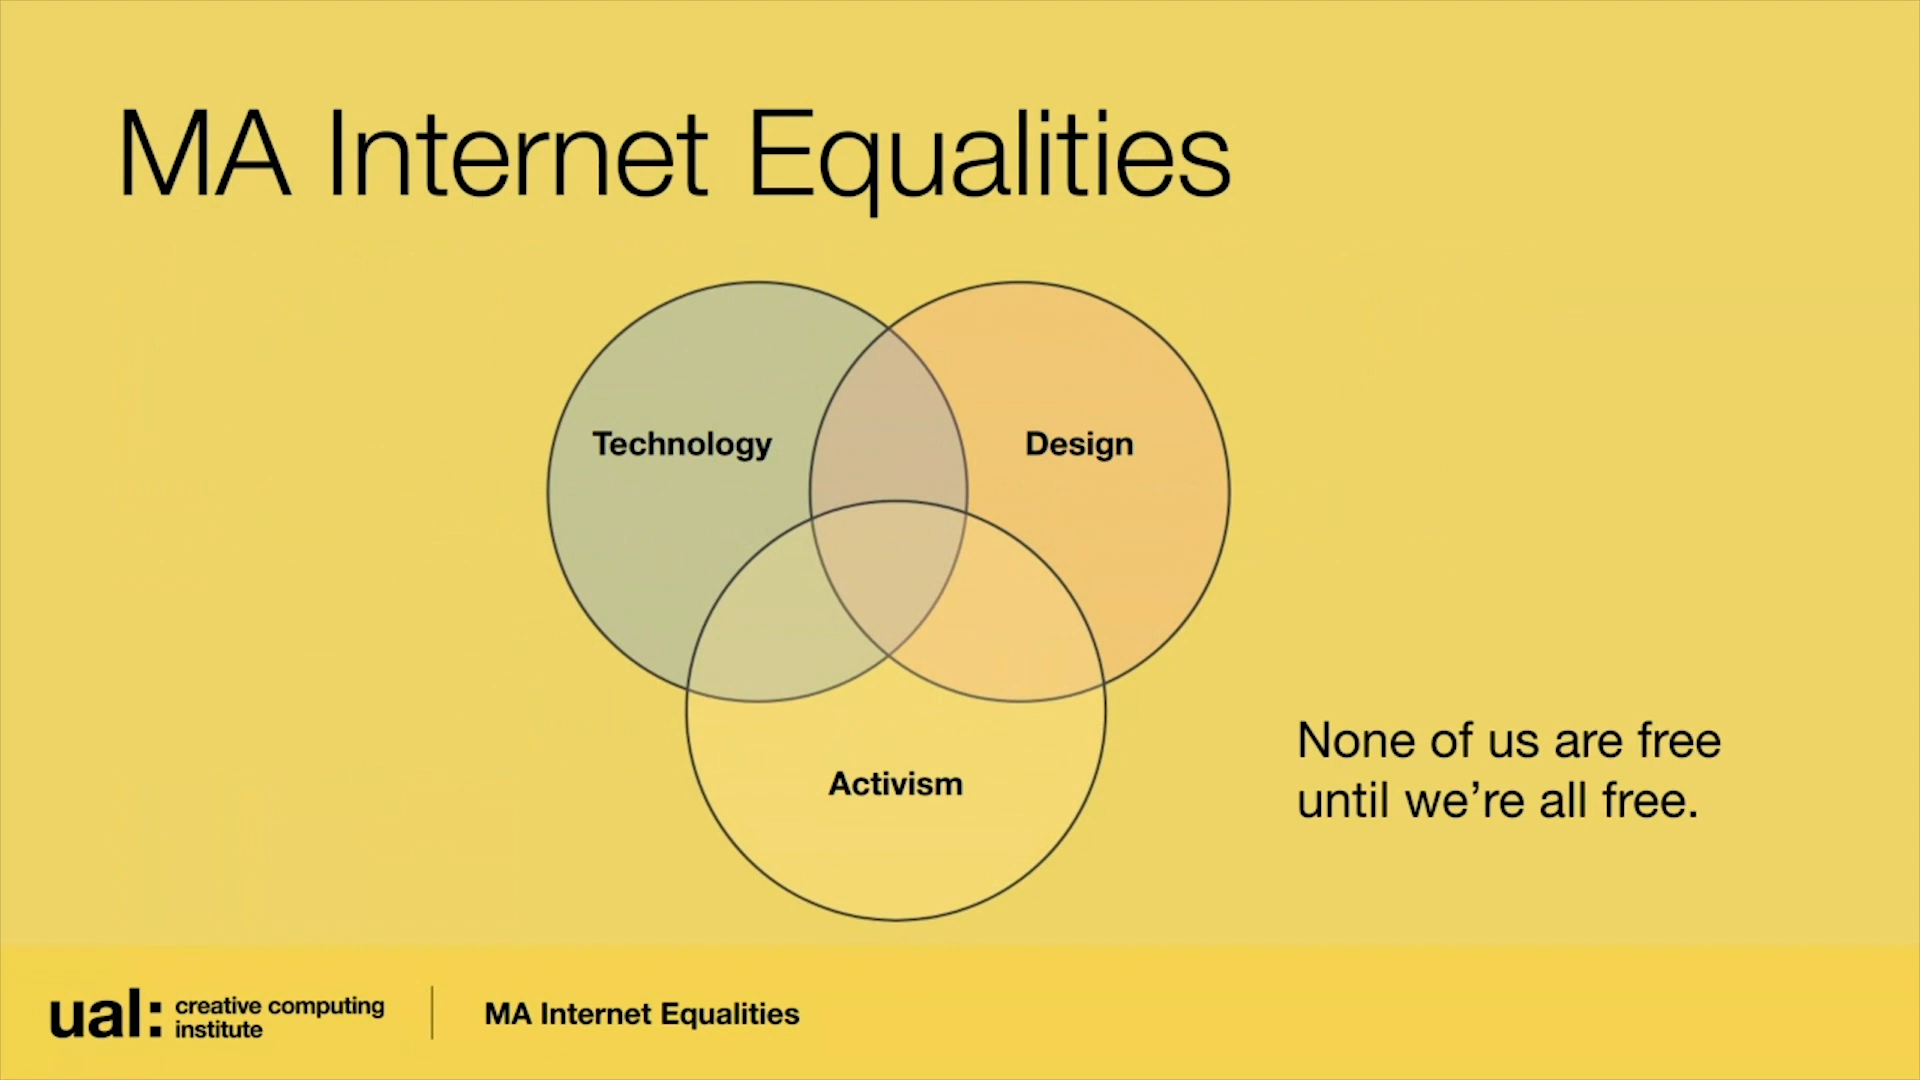 MA Internet Equalities
Technology
Design
Activism
None of us are free
until we’re all free.
ual: creative computing
institute
MA Internet Equalities